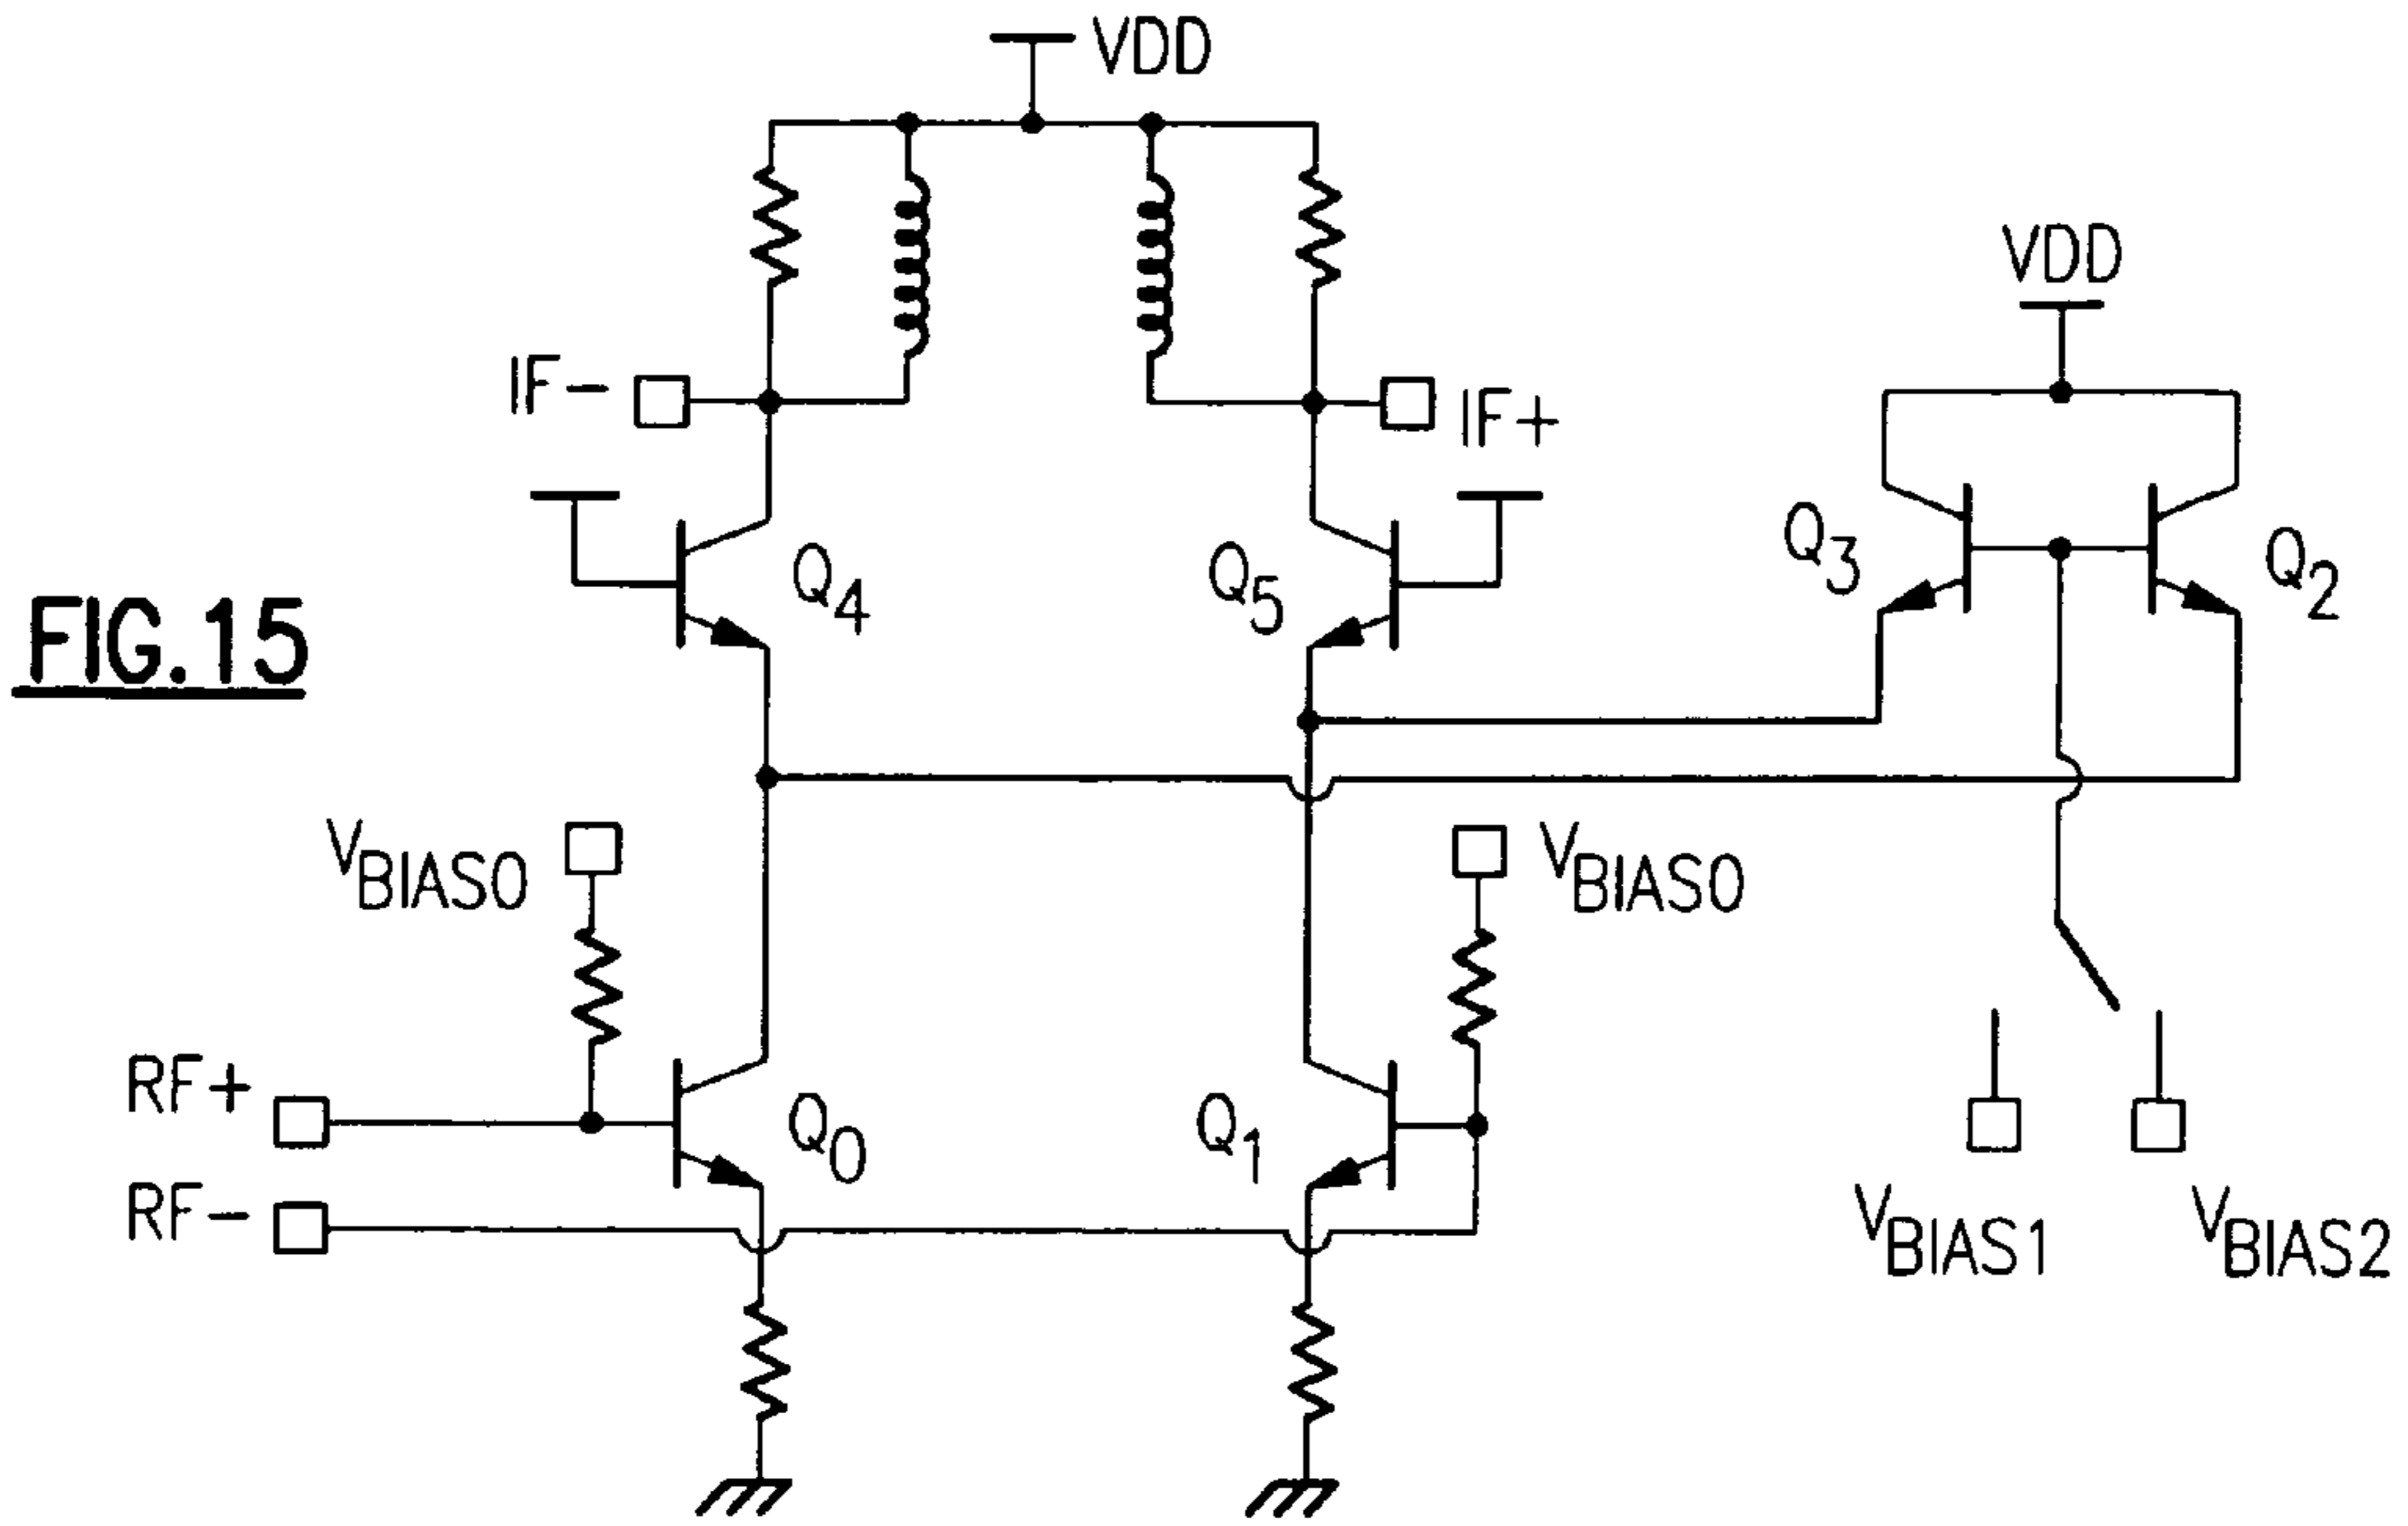 VDD
VDD
IF-
IF+
Q4
Q5
Q3
Q2
FIG.15
VBIAS0
VBIAS0
RF+
Q0
Q1
RF-
VBIAS1
VBIAS2